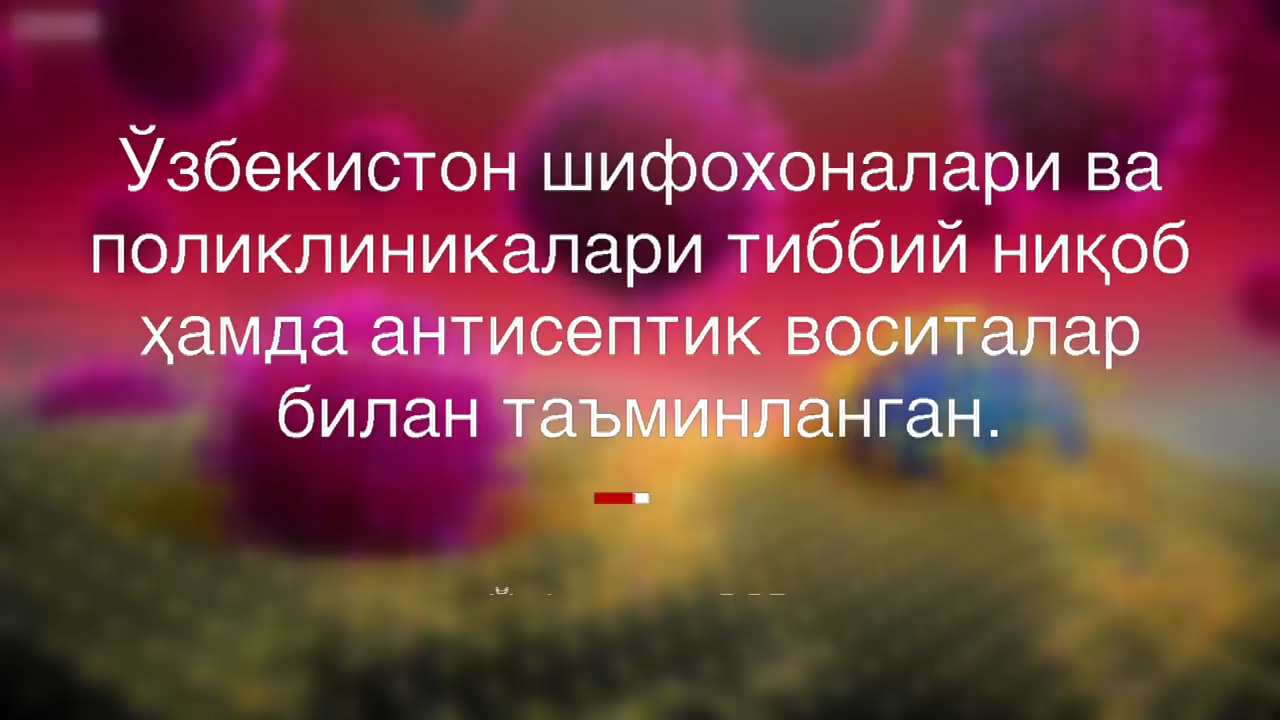 Ўзбекистон шифохоналари ва
поликлиникалари тиббий ниқоб
ҳамда антисептик воситалар
билан таъминланган.